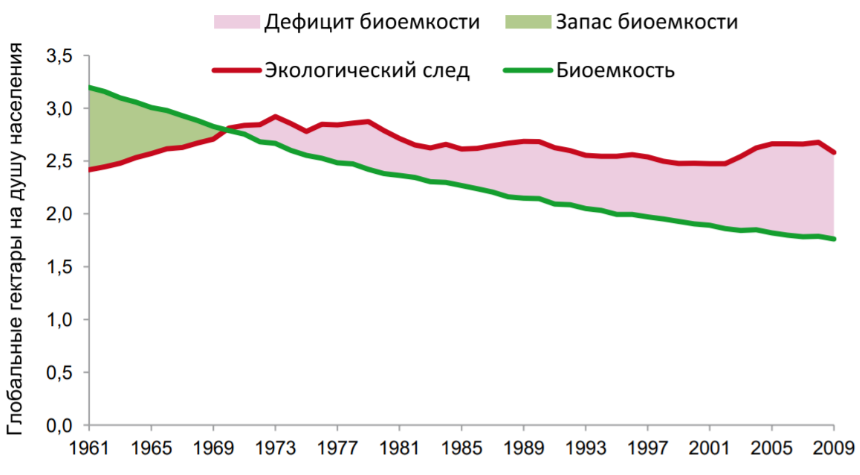 Дефицит биоемкости
Запас биоемкости
Экологический след
Биоемкость
Глобальные гектары на душу населения
3,5
3,0
2,5
2,0
1,5
1,0
0,5
0,0
1961 1965 1969 1973 1977 1981 1985 1989 1993 1997 2001 2005 2009